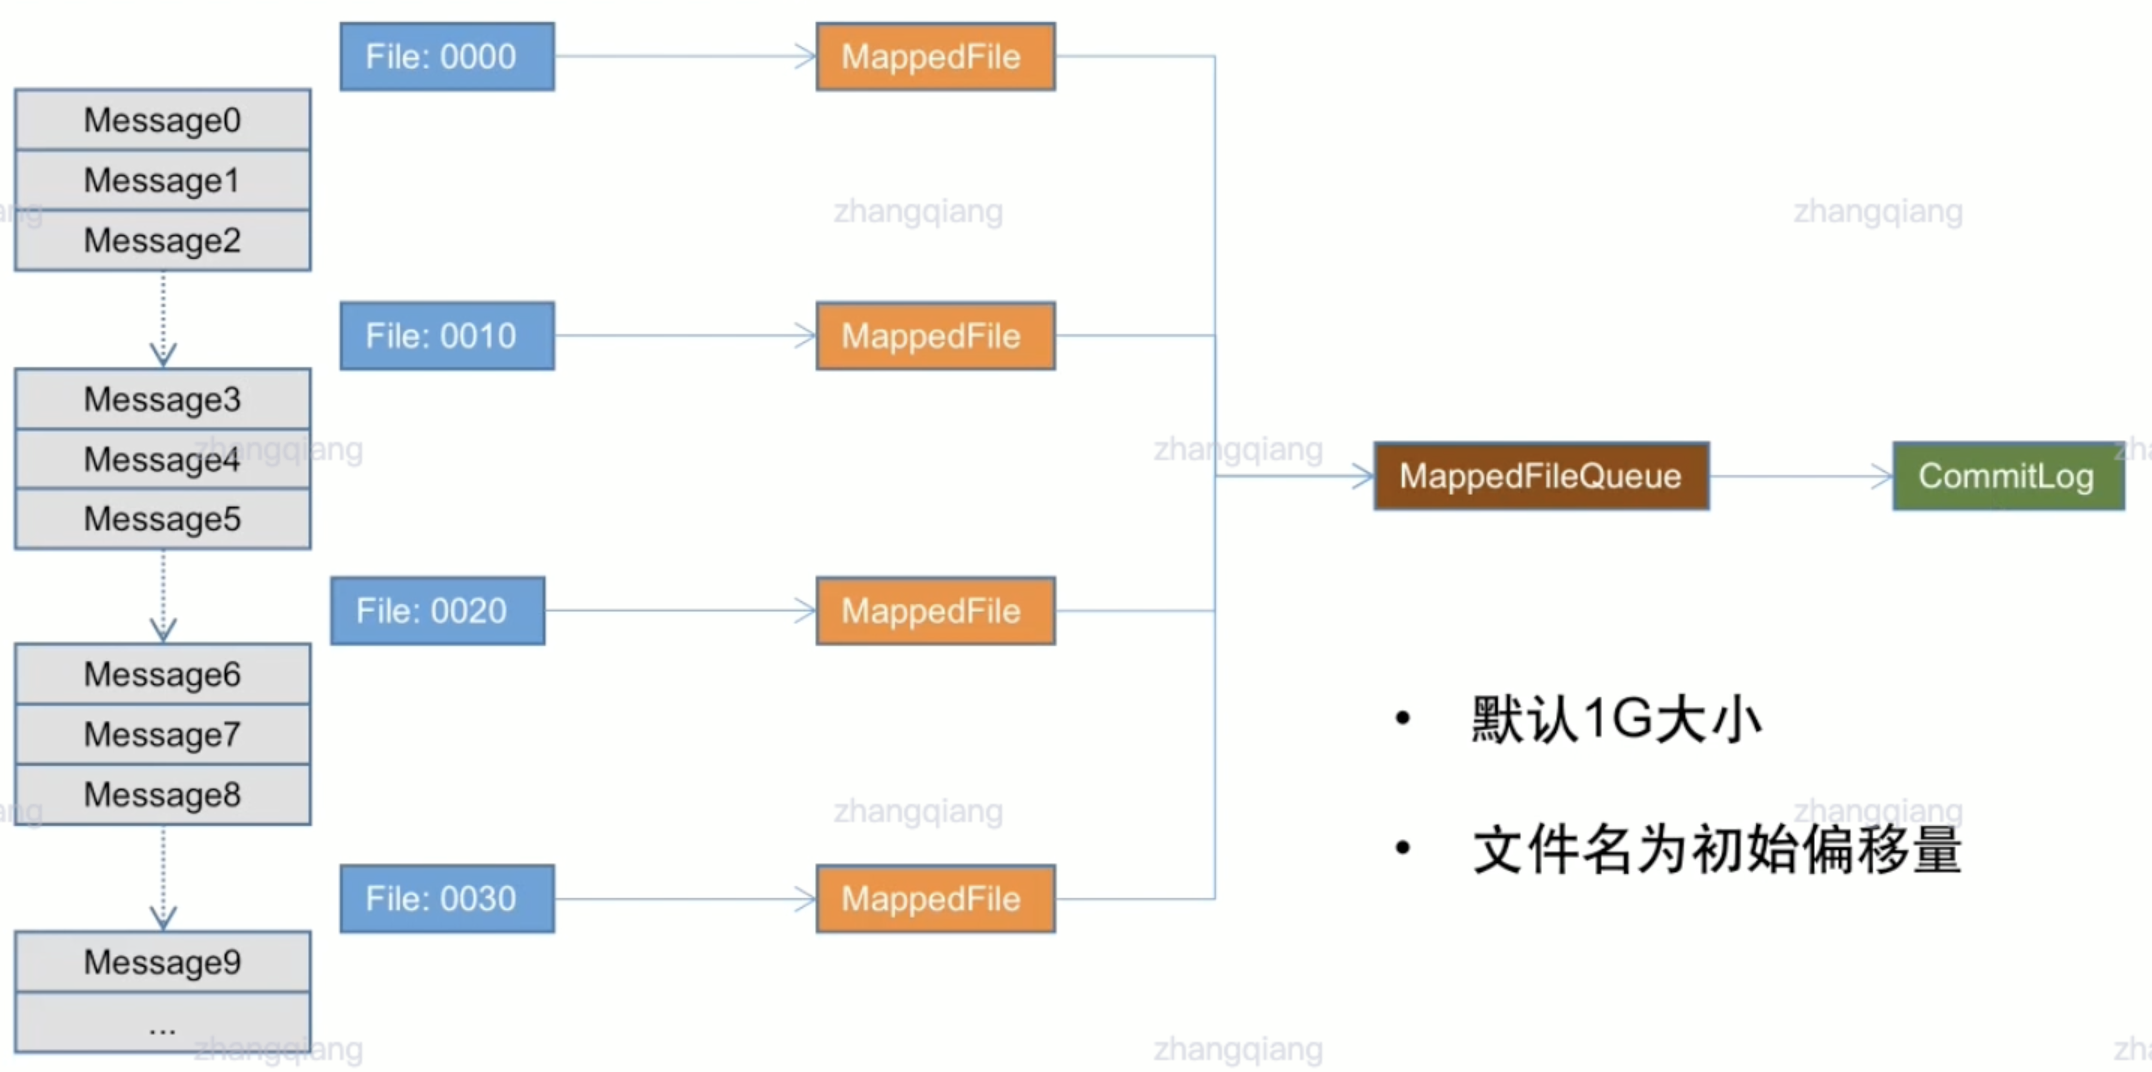 File: 0000
MappedFile
Message0
Message1
Message2
zhangqiang
zhangqiang
File: 0010
MappedFile
Message3
Message4
Message5
zhangqiang
zhangqiang
MappedFileQueue
CommitLog
File: 0020
MappedFile
Message6
Message7
Message8
• 默认1G大小
zhangqiang
zhangqiang
• 文件名为初始偏移量
File: 0030
MappedFile
Message9
...
zhangqiang
zhangqiang